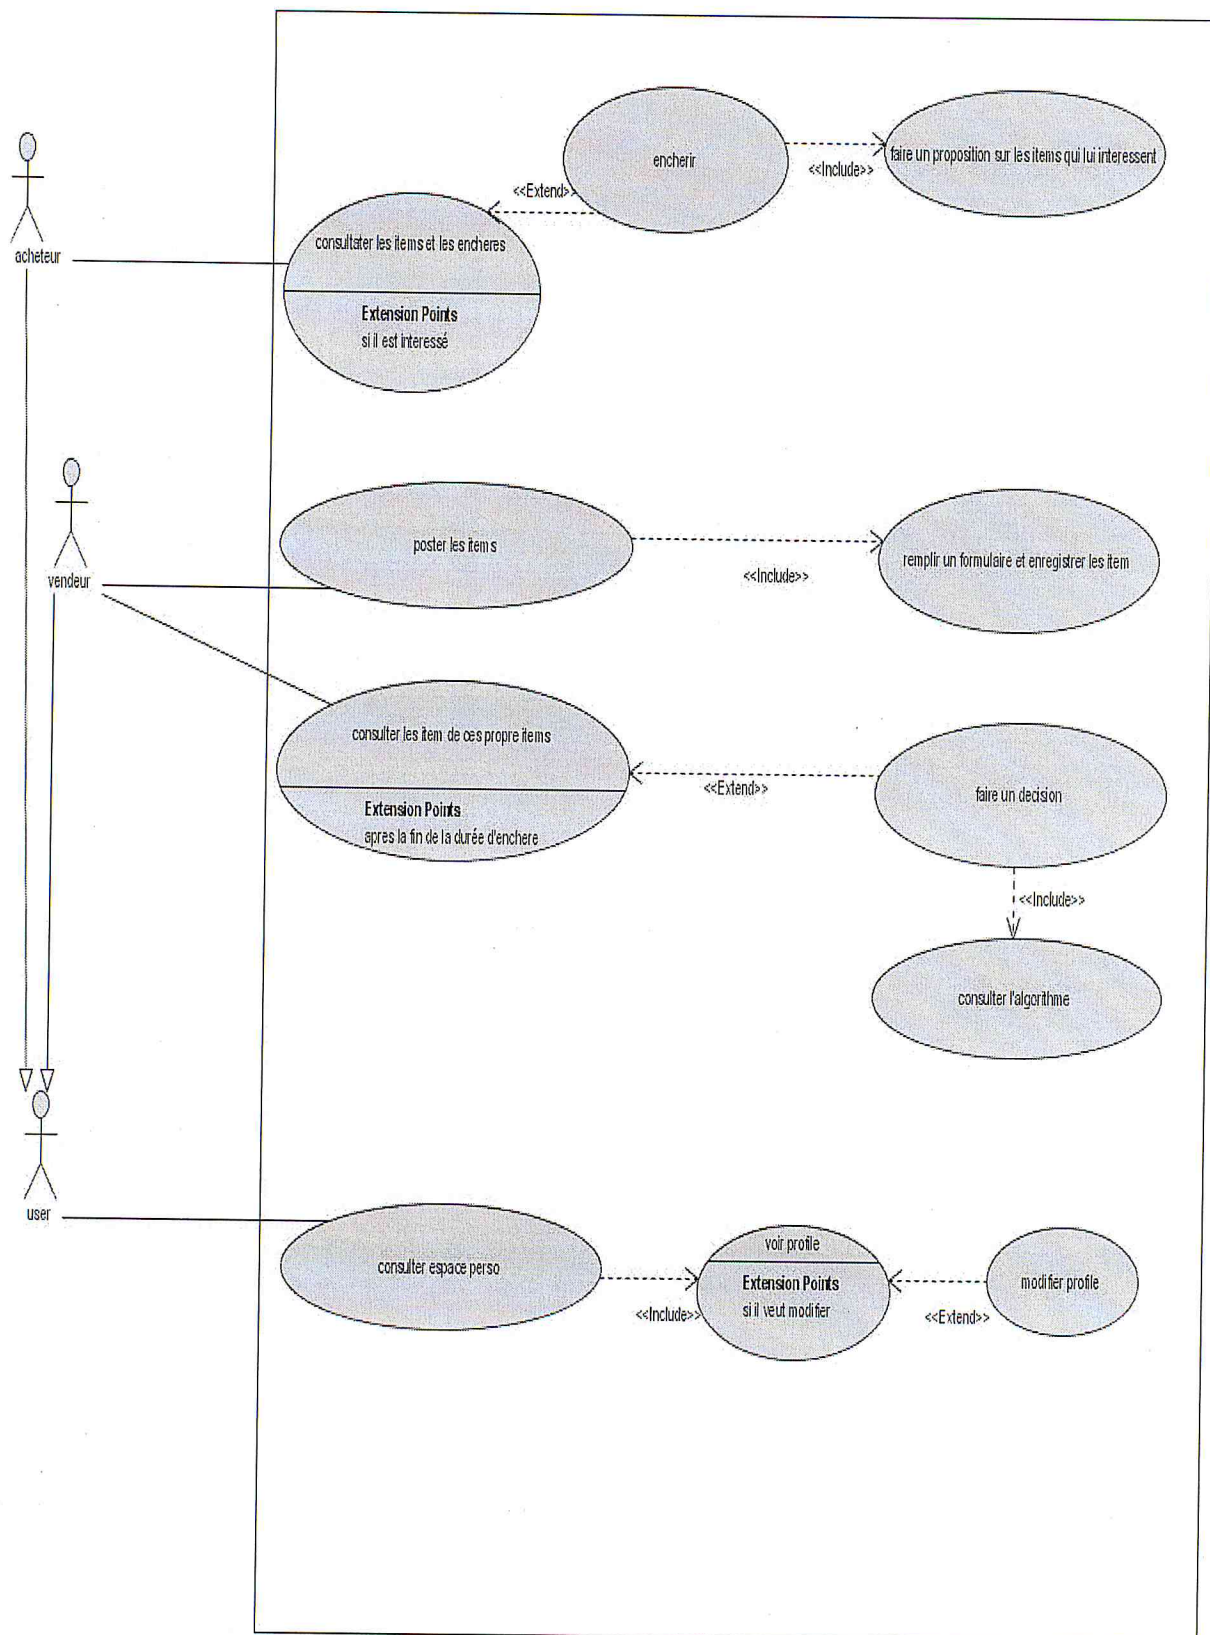 encherir
faire un proposition sur les items qui lui interessent
<<Include>>
<<Extend>>
acheteur
consultater les items et les encheres
Extension Points
si il est interessé
vendeur
poster les items
<<Include>>
remplir un formulaire et enregistrer les item
consulter les item de ces propre items
Extension Points
apres la fin de la durée d'enchere
<<Extend>>
faire un decision
<<Include>>
consulter l'algorithme
user
consulter espace perso
<<Include>>
voir profile
Extension Points
si il veut modifier
<<Extend>>
modifier profile